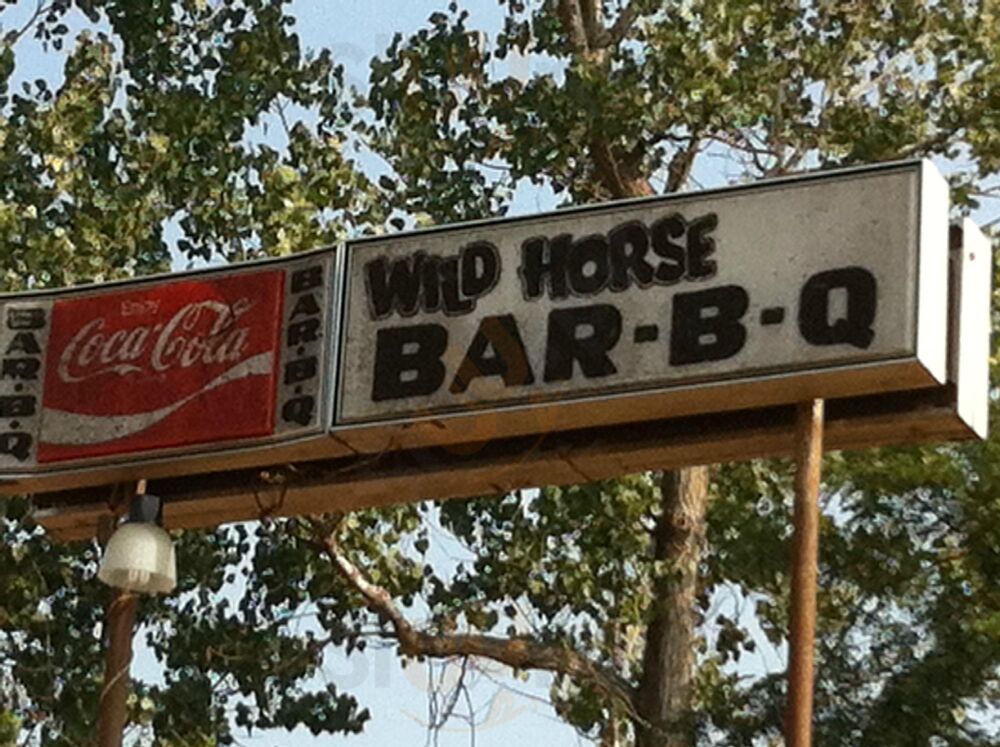 BAR-B-Q
Enjoy
Coca-Cola
BAR-B-Q
WILD HORSE
BAR-B-Q